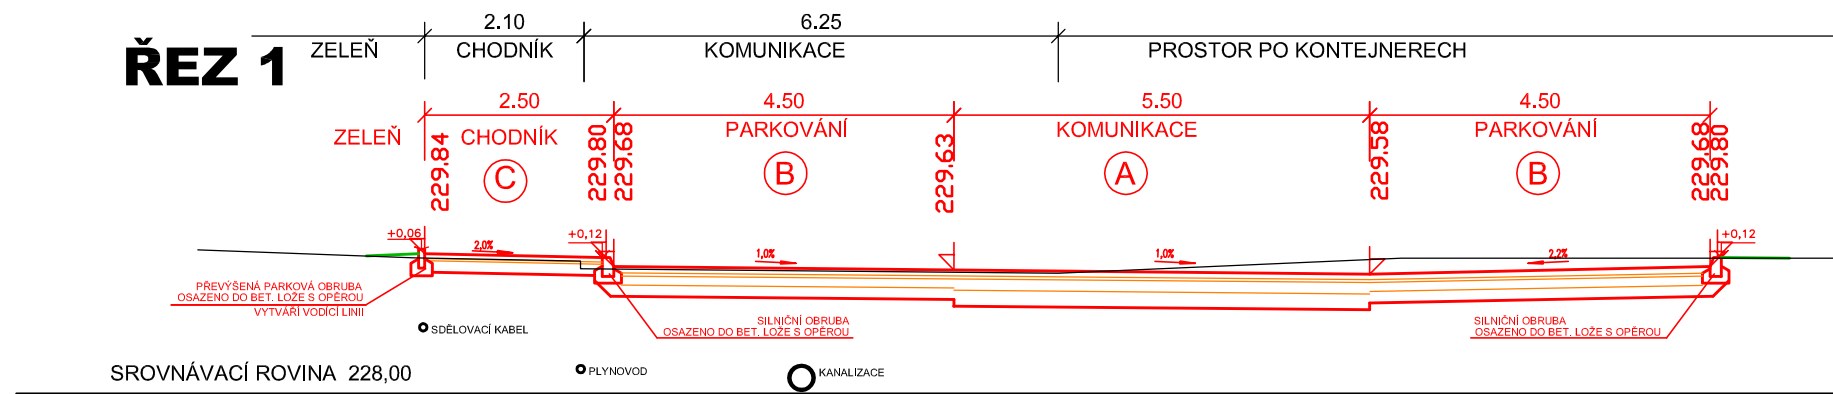 ŘEZ 1
2.10 6.25
ZELEŇ CHODNÍK KOMUNIKACE PROSTOR PO KONTEJNERECH
2.50 4.50 5.50 4.50
ZELEŇ CHODNÍK PARKOVÁNÍ KOMUNIKACE PARKOVÁNÍ
229.84 229.80 229.68 229.63 229.58 229.68 229.80
C B A B
+0,06 2,0% +0,12 1,0% 1,0% 2,2% +0,12
PŘEVÝŠENÁ PARKOVÁ OBRUBA
OSAZENO DO BET. LOŽE S OPĚROU
VYTVÁŘÍ VODÍCÍ LINII
SILNIČNÍ OBRUBA
OSAZENO DO BET. LOŽE S OPĚROU
SILNIČNÍ OBRUBA
OSAZENO DO BET. LOŽE S OPĚROU
SDĚLOVACÍ KABEL
PLYNOVOD
KANALIZACE
SROVNÁVACÍ ROVINA 228,00